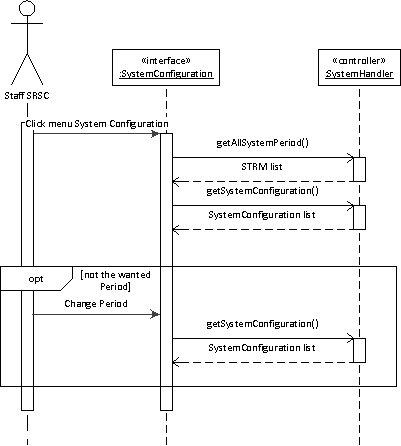 «interface»
:SystemConfiguration
«controller»
:SystemHandler
Staff SRSC
Click menu System Configuration
getAllSystemPeriod()
STRM list
getSystemConfiguration()
SystemConfiguration list
opt
[not the wanted
Period]
Change Period
getSystemConfiguration()
SystemConfiguration list